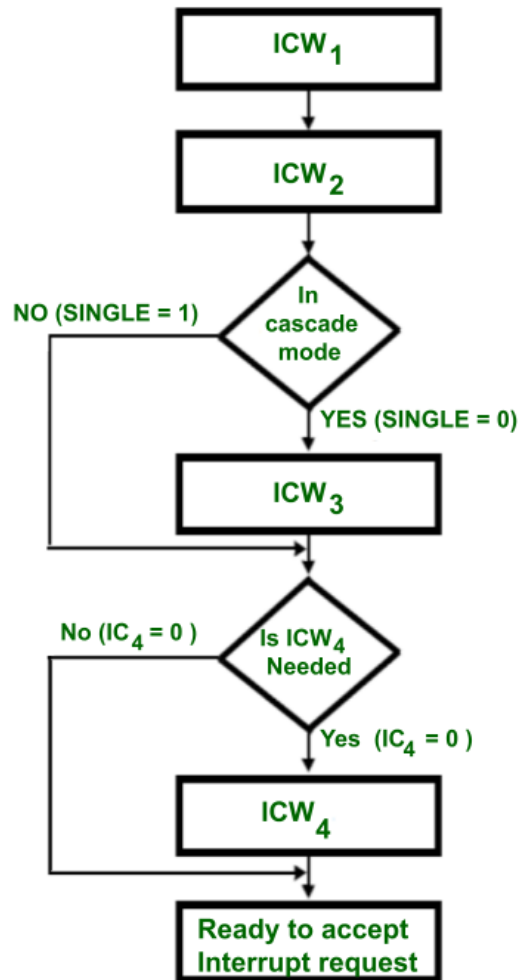 ICW1
ICW2
In
cascade
mode
NO (SINGLE = 1)
YES (SINGLE = 0)
ICW3
Is ICW4
Needed
No (IC4 = 0 )
Yes (IC4 = 0 )
ICW4
Ready to accept
Interrupt request